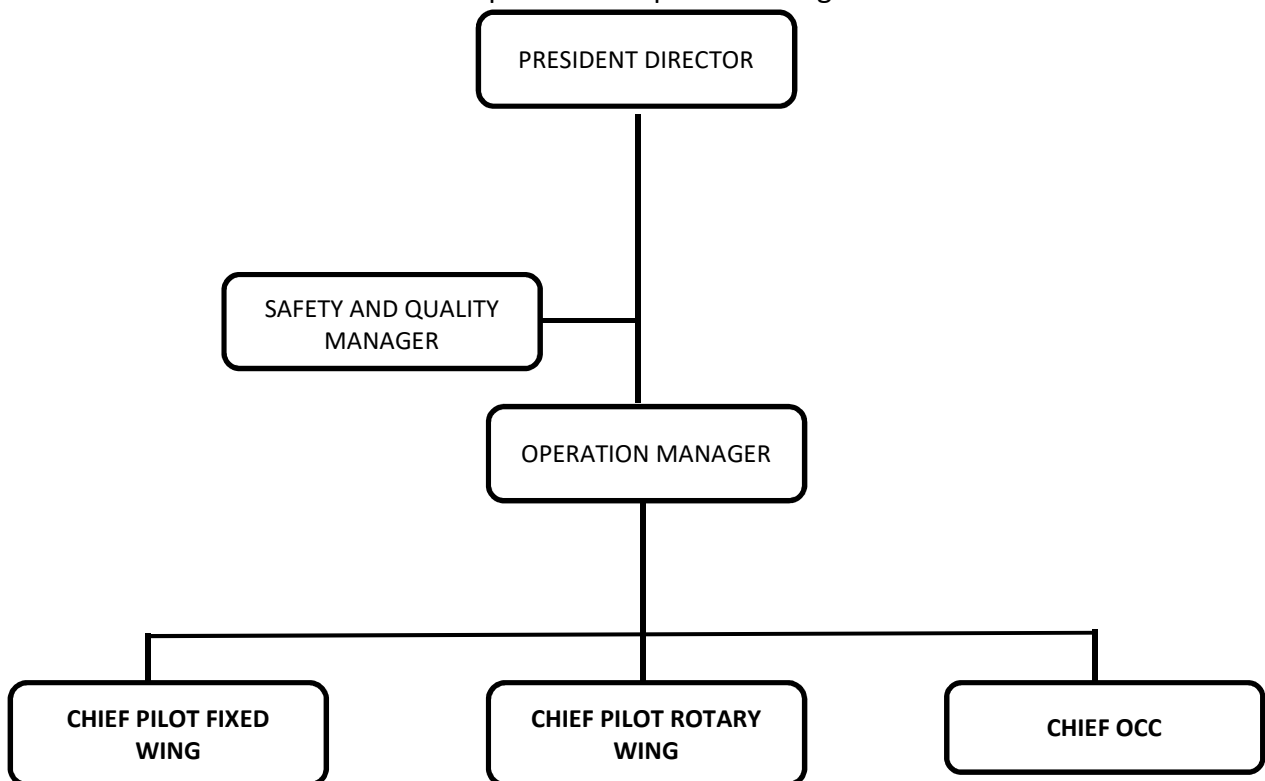 PRESIDENT DIRECTOR
SAFETY AND QUALITY
MANAGER
OPERATION MANAGER
CHIEF PILOT FIXED
WING
CHIEF PILOT ROTARY
WING
CHIEF OCC